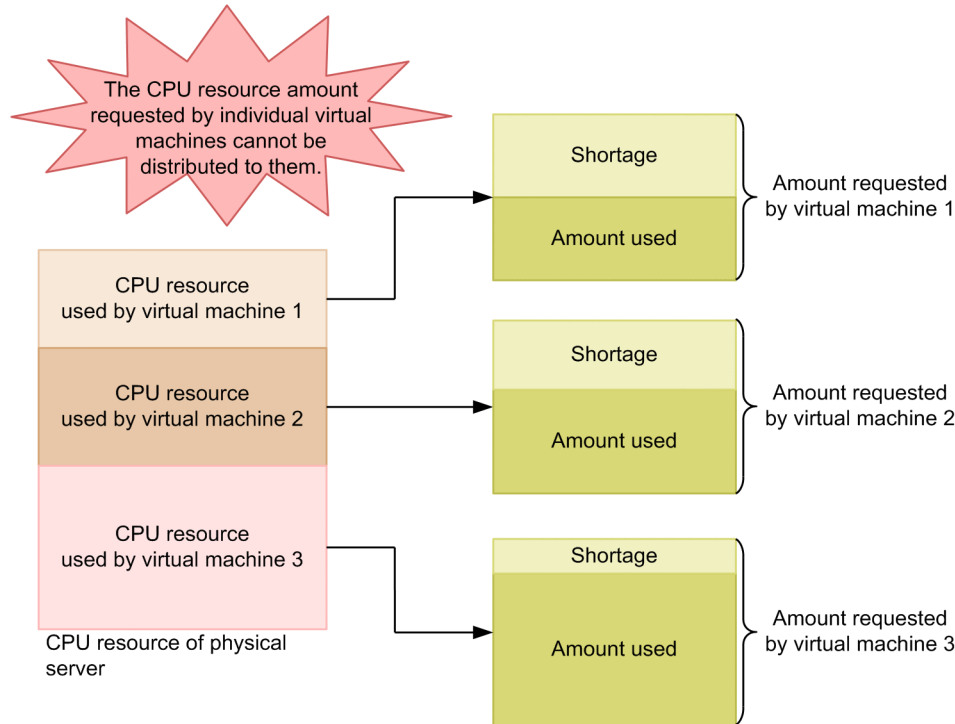 The CPU resource amount
requested by individual virtual
machines cannot be
distributed to them.
CPU resource
used by virtual machine 1
CPU resource
used by virtual machine 2
CPU resource
used by virtual machine 3
CPU resource of physical
server
Shortage
Amount used
Amount requested
by virtual machine 1
Shortage
Amount used
Amount requested
by virtual machine 2
Shortage
Amount used
Amount requested
by virtual machine 3